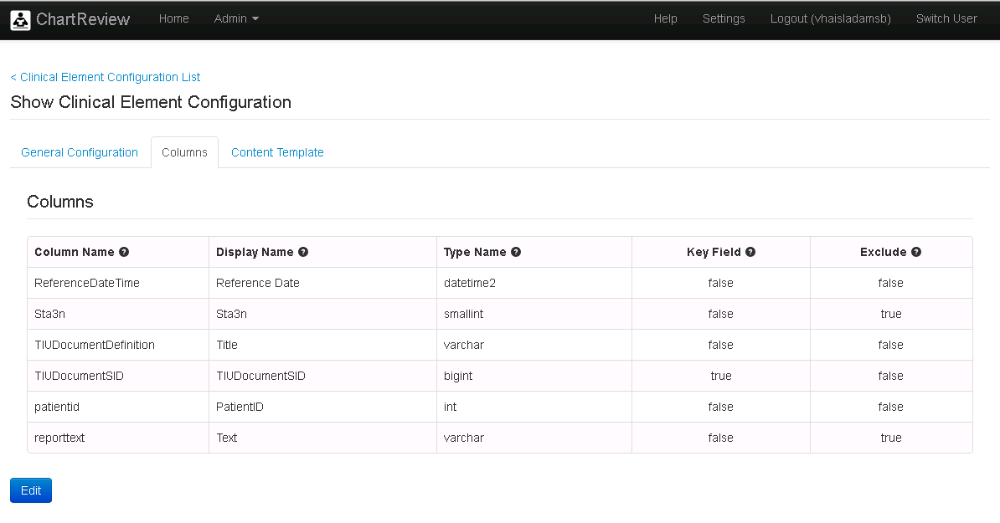 ChartReview Home Admin Help Settings Logout (vhaisladamsb) Switch User
< Clinical Element Configuration List
Show Clinical Element Configuration
General Configuration Columns Content Template
Columns
Column Name Display Name Type Name Key Field Exclude
ReferenceDateTime Reference Date datetime2 false false
Sta3n Sta3n smallint false true
TIUDocumentDefinition Title varchar false false
TIUDocumentSID TIUDocumentSID bigint true false
patientid PatientID int false false
reporttext Text varchar false true
Edit